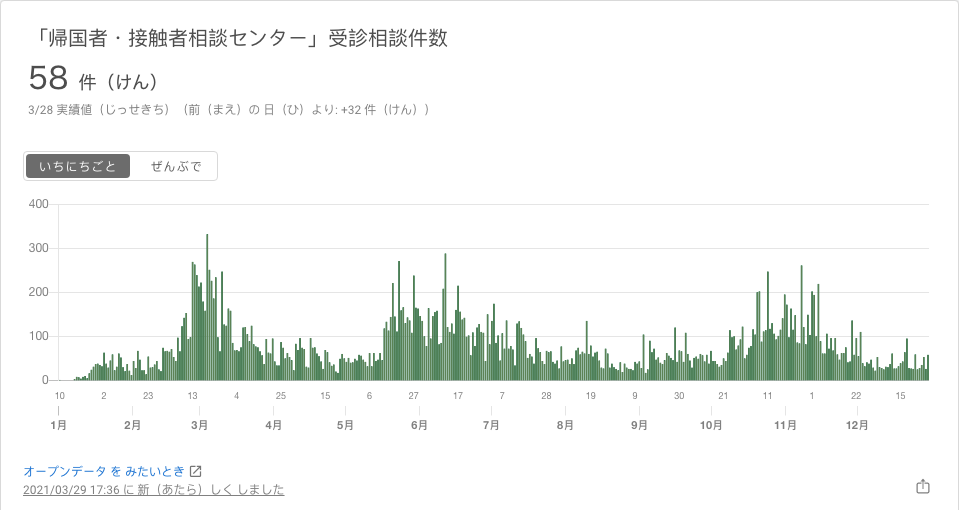 「帰国者・接触者相談センター」受診相談件数
58 件（けん）
3/28 実績値（じっせきち）（前（まえ）の 日（ひ）より: +32 件（けん））
いちにちごと ぜんぶで
400
300
200
100
0
10 2 23 13 4 25 15 6 27 17 7 28 19 9 30 21 11 1 22 15
1月 2月 3月 4月 5月 6月 7月 8月 9月 10月 11月 12月
オープンデータ を みたいとき
2021/03/29 17:36 に 新（あたら）しく しました